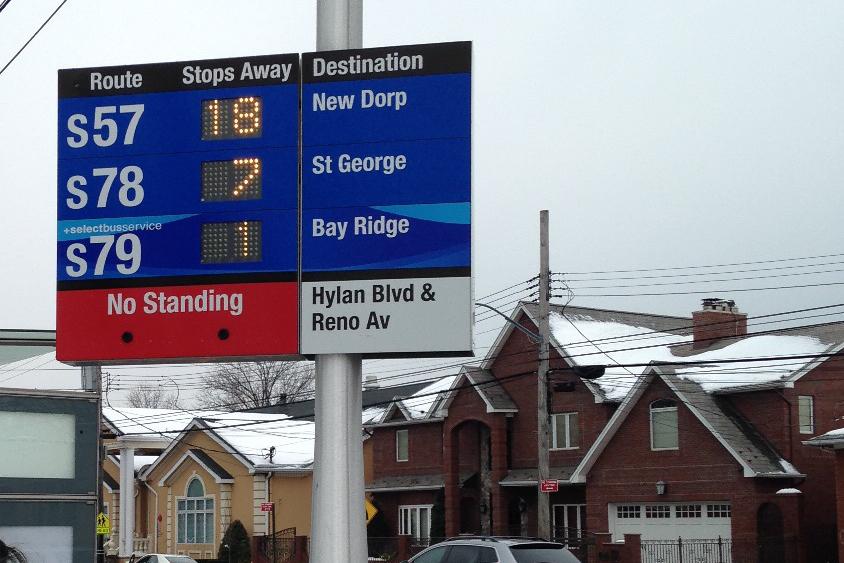 Route Stops Away Destination
S57 18 New Dorp
S78 7 St George
+selectbusservice
S79 1 Bay Ridge
No Standing
Hylan Blvd &
Reno Av